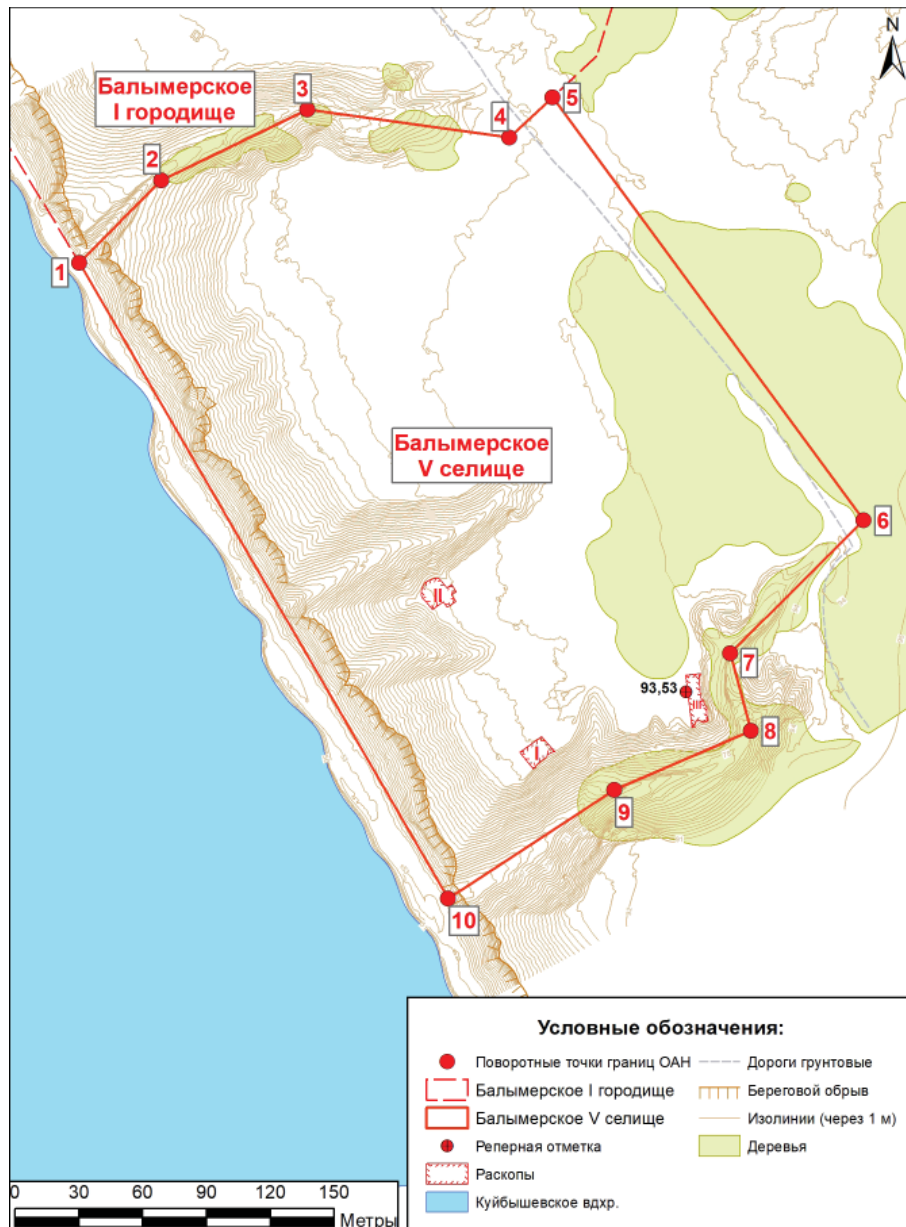 N
Балымерское
I городище
3
5
4
2
1
Балымерское
V селище
6
II
7
93,53
III
8
I
9
10
Условные обозначения:
Поворотные точки границ ОАН
Балымерское I городище
Балымерское V селище
Реперная отметка
Раскопы
Куйбышевское вдхр.
Дороги грунтовые
Береговой обрыв
Изолинии (через 1 м)
Деревья
0 30 60 90 120 150
Метры